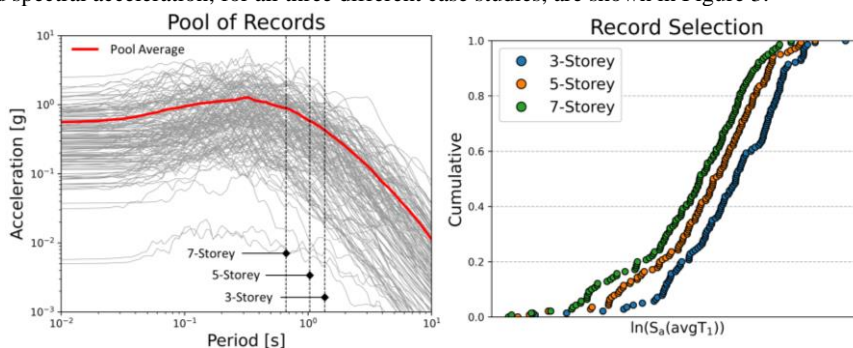 spectral acceleration, for all three different case studies, are shown in Figure 3.
Pool of Records
Pool Average
Acceleration [g]
10¹
10⁰
10⁻¹
10⁻²
10⁻³
7-Storey
5-Storey
3-Storey
10⁻²
10⁻¹
10⁰
10¹
Period [s]
Record Selection
3-Storey
5-Storey
7-Storey
Cumulative
1.0
0.8
0.6
0.4
0.2
0.0
ln(Sₐ(avgT₁))